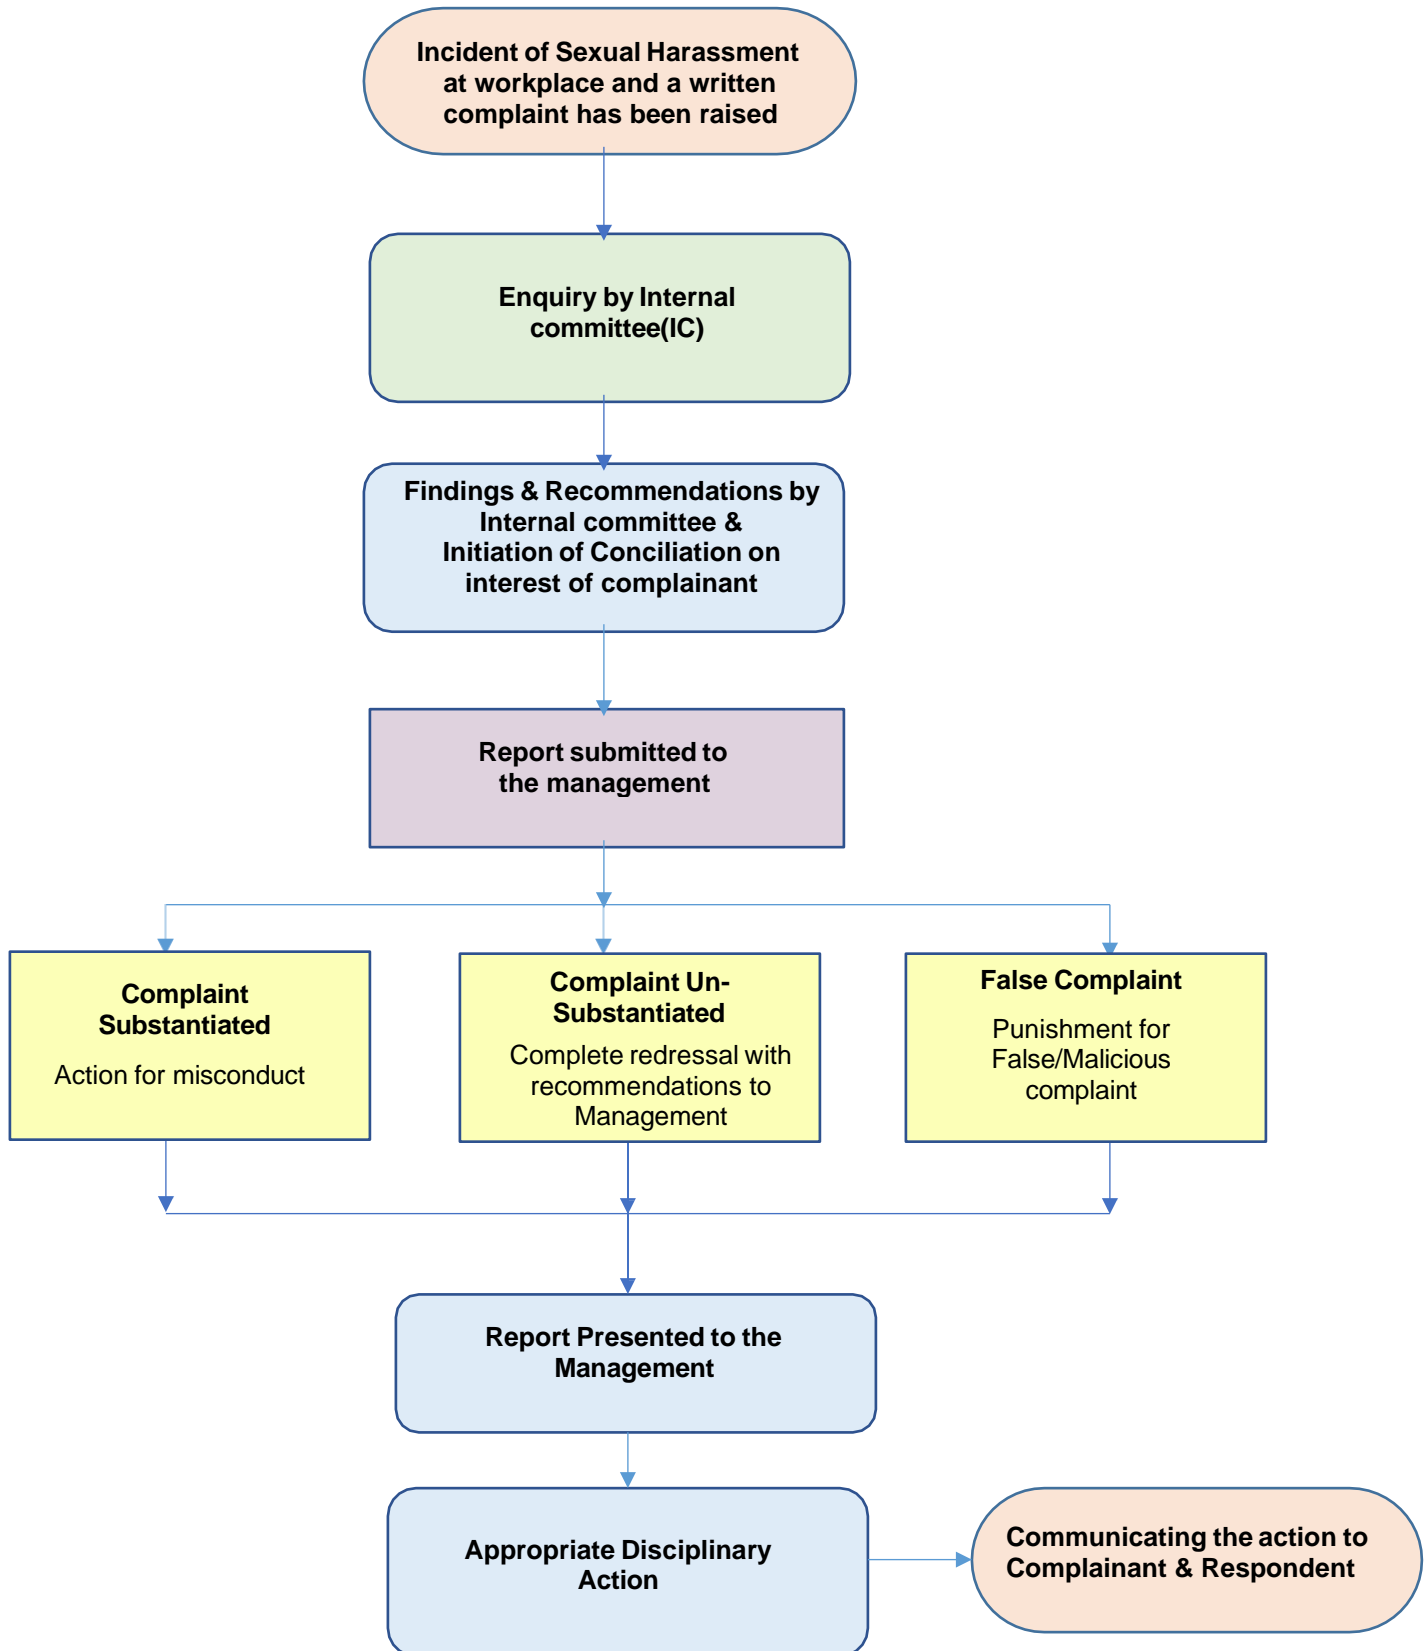 Incident of Sexual Harassment
at workplace and a written
complaint has been raised
Enquiry by Internal
committee(IC)
Findings & Recommendations by
Internal committee &
Initiation of Conciliation on
interest of complainant
Report submitted to
the management
Complaint
Substantiated
Action for misconduct
Complaint Un-
Substantiated
Complete redressal with
recommendations to
Management
False Complaint
Punishment for
False/Malicious
complaint
Report Presented to the
Management
Appropriate Disciplinary
Action
Communicating the action to
Complainant & Respondent